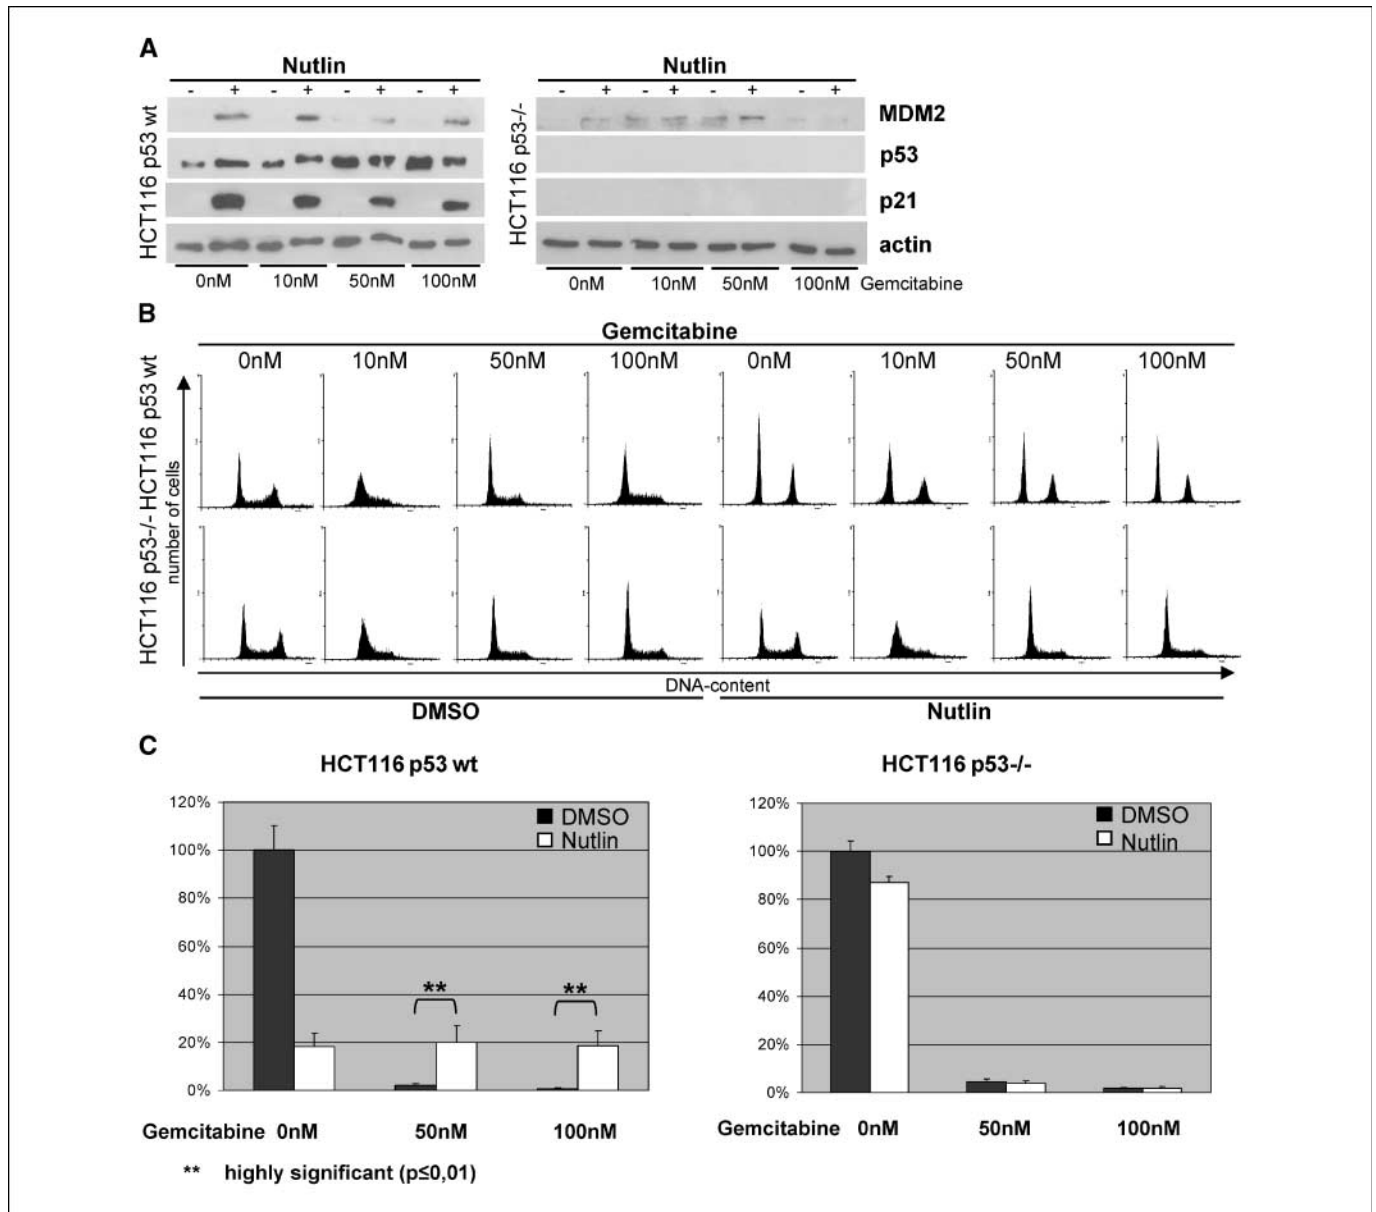 A
Nutlin
Nutlin
- + - + - + - +
- + - + - + - +
HCT116 p53 wt
HCT116 p53-/-
MDM2
p53
p21
actin
0nM 10nM 50nM 100nM
0nM 10nM 50nM 100nM Gemcitabine
B
Gemcitabine
0nM 10nM 50nM 100nM 0nM 10nM 50nM 100nM
HCT116 p53-/- HCT116 p53 wt
number of cells
DNA-content
DMSO
Nutlin
C
HCT116 p53 wt
HCT116 p53-/-
120%
100%
80%
60%
40%
20%
0%
DMSO
Nutlin
**
**
120%
100%
80%
60%
40%
20%
0%
DMSO
Nutlin
Gemcitabine 0nM 50nM 100nM
Gemcitabine 0nM 50nM 100nM
** highly significant (p≤0,01)